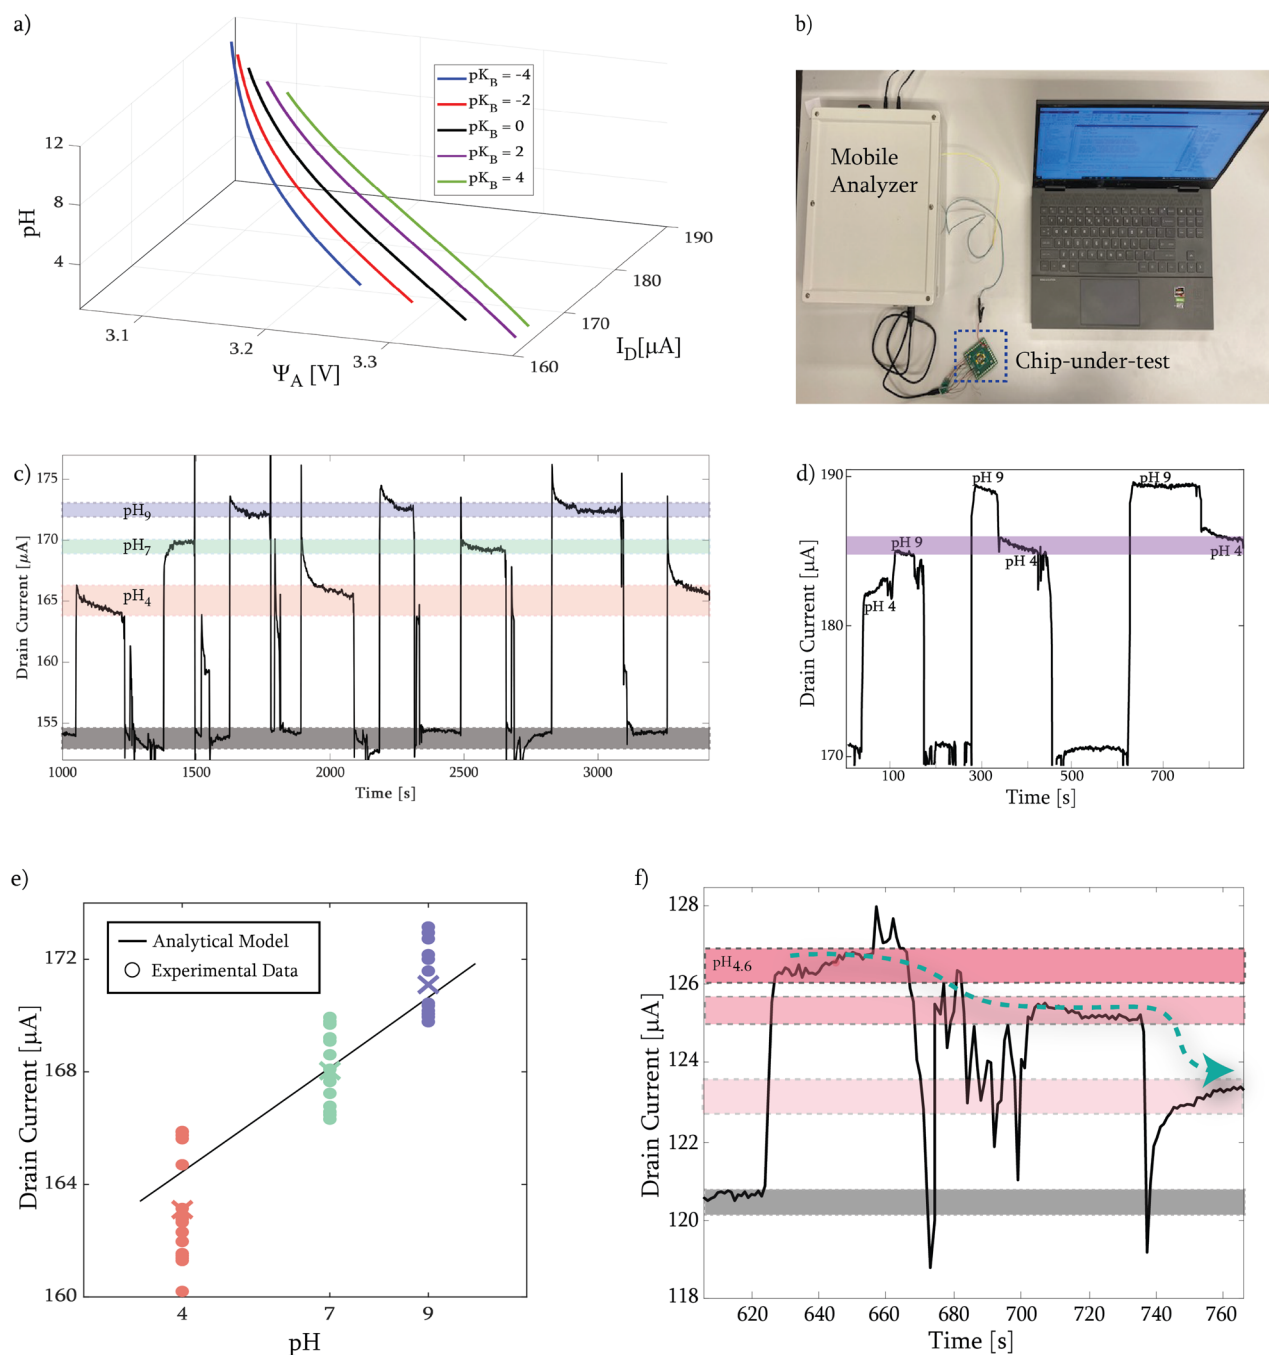 a)
pK_B = -4
pK_B = -2
pK_B = 0
pK_B = 2
pK_B = 4
12
8
4
pH
3.1
3.2
3.3
Ψ_A [V]
190
180
170
160
I_D[μA]
b)
Mobile
Analyzer
Chip-under-test
c)
175
170
165
160
155
Drain Current [μA]
pH_9
pH_7
pH_4
1000
1500
2000
2500
3000
Time [s]
d)
190
180
170
Drain Current [μA]
pH 4
pH 9
pH 9
pH 4
pH 9
pH 4
100
300
500
700
Time [s]
e)
Analytical Model
Experimental Data
172
168
164
160
Drain Current [μA]
4
7
9
pH
f)
128
126
124
122
120
118
Drain Current [μA]
pH_4.6
620
640
660
680
700
720
740
760
Time [s]